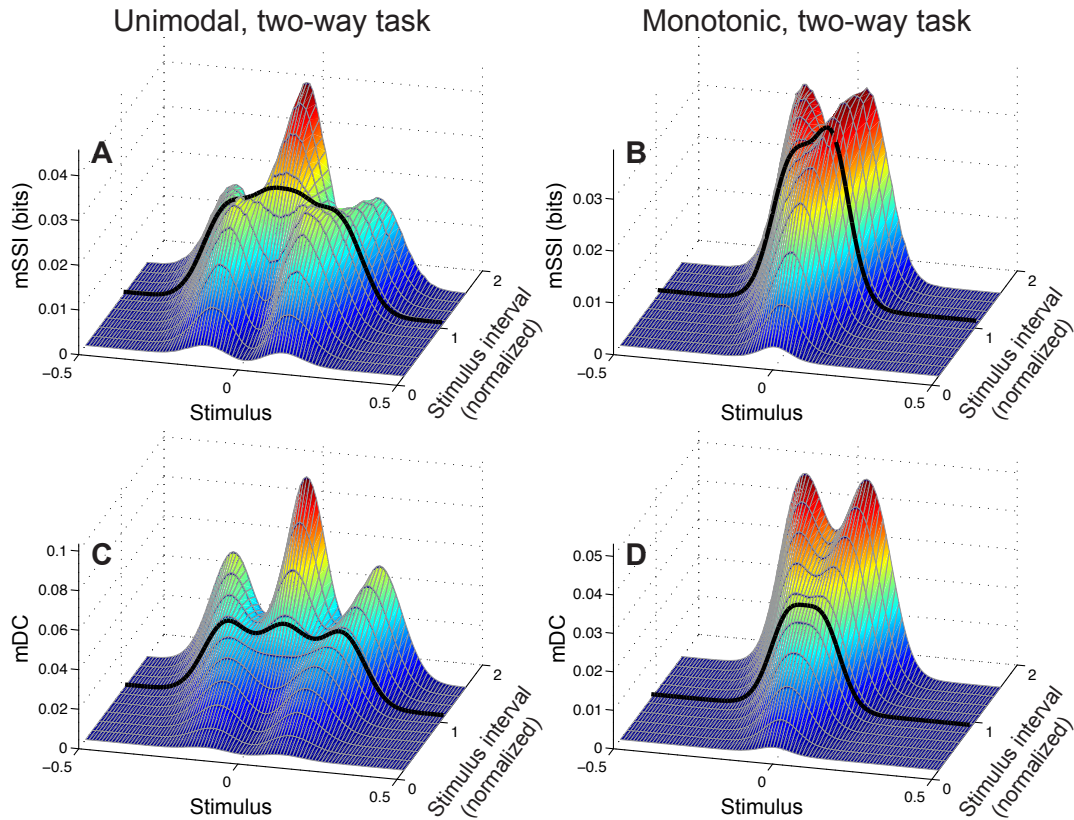 Unimodal, two-way task
Monotonic, two-way task
A
mSSI (bits)
0.04
0.03
0.02
0.01
0
−0.5
0
0.5
Stimulus
0
1
2
Stimulus interval
(normalized)
B
mSSI (bits)
0.03
0.02
0.01
0
−0.5
0
0.5
Stimulus
0
1
2
Stimulus interval
(normalized)
C
mDC
0.1
0.08
0.06
0.04
0.02
0
−0.5
0
0.5
Stimulus
0
1
2
Stimulus interval
(normalized)
D
mDC
0.05
0.04
0.03
0.02
0.01
0
−0.5
0
0.5
Stimulus
0
1
2
Stimulus interval
(normalized)